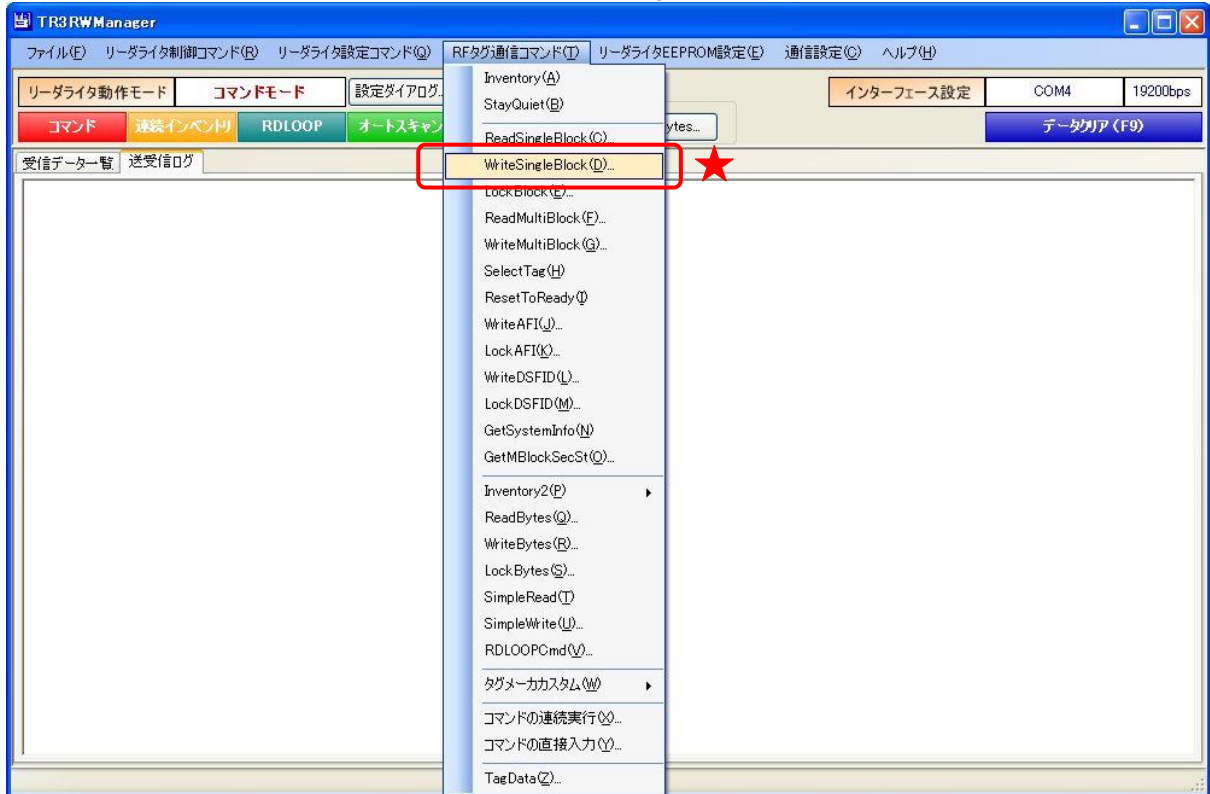 TR3RWManager
ファイル(F) リーダライタ制御コマンド(R) リーダライタ設定コマンド(Q) RFタグ通信コマンド(T) リーダライタEEPROM設定(E) 通信設定(C) ヘルプ(H)
リーダライタ動作モード コマンドモード 設定ダイアログ インターフェース設定 COM4 19200bps
コマンド 連続インベントリ RDLOOP オートスキャン ytes... データクリア(F9)
受信データ一覧 送受信ログ
Inventory(A)
StayQuiet(B)
ReadSingleBlock(C)...
WriteSingleBlock(D)...
LockBlock(E)...
ReadMultiBlock(F)...
WriteMultiBlock(G)...
SelectTag(H)
ResetToReady(I)
WriteAFI(J)...
LockAFI(K)...
WriteDSFID(L)...
LockDSFID(M)...
GetSystemInfo(N)
GetMBlockSecSt(O)...
Inventory2(P)
ReadBytes(Q)...
WriteBytes(R)...
LockBytes(S)...
SimpleRead(T)
SimpleWrite(U)...
RDLOOPCmd(V)...
タグメーカカスタム(W)
コマンドの連続実行(X)...
コマンドの直接入力(Y)...
TagData(Z)...